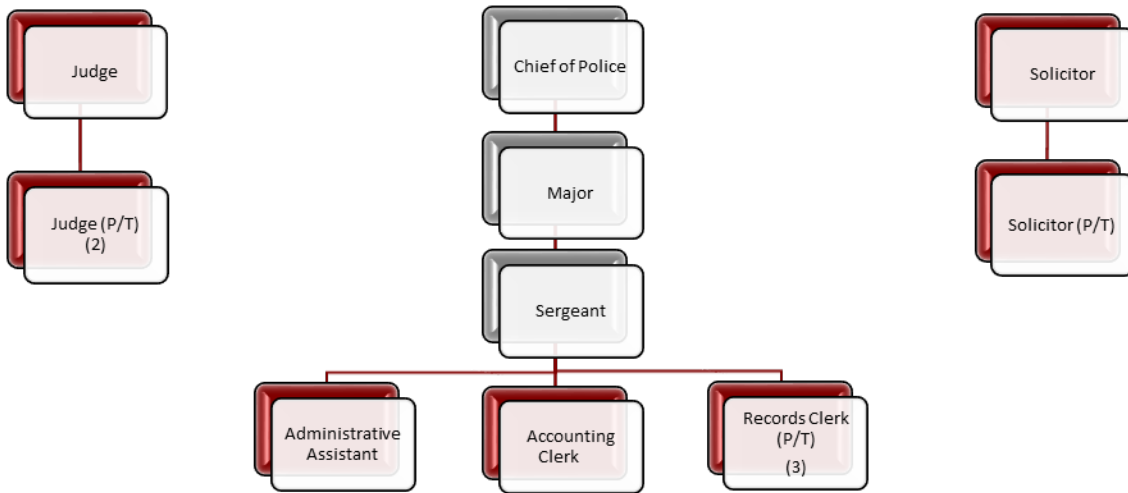 Judge
Chief of Police
Solicitor
Judge (P/T)
(2)
Major
Solicitor (P/T)
Sergeant
Administrative
Assistant
Accounting
Clerk
Records Clerk
(P/T)
(3)